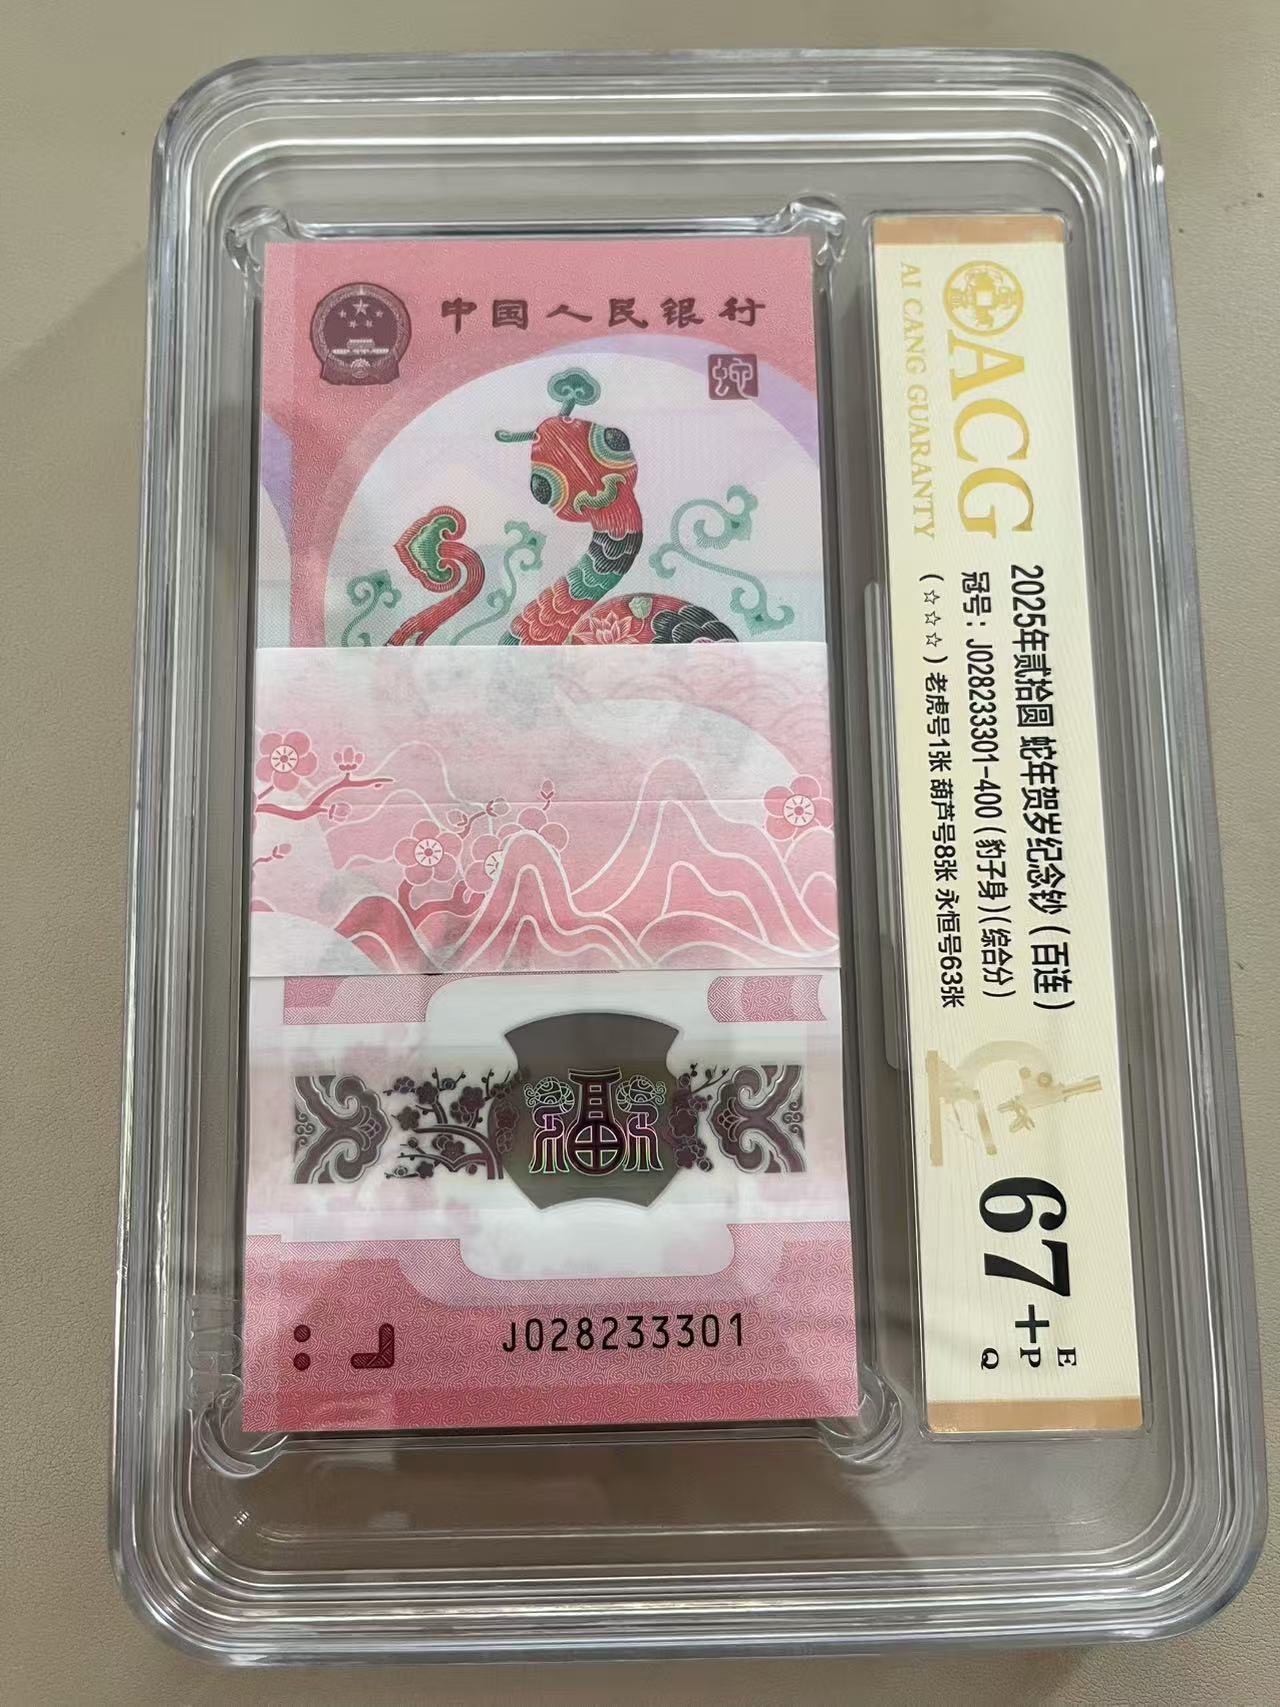 中国人民银行
蛇
福
J028233301
ACG
AI CANG GUARANTY
2025年贰拾圆 蛇年贺岁纪念钞（百连）
冠号：J028233301-400(豹子身)(综合分)
(☆☆☆)老虎号1张 葫芦号8张 永恒号63张
67+
E
P
Q